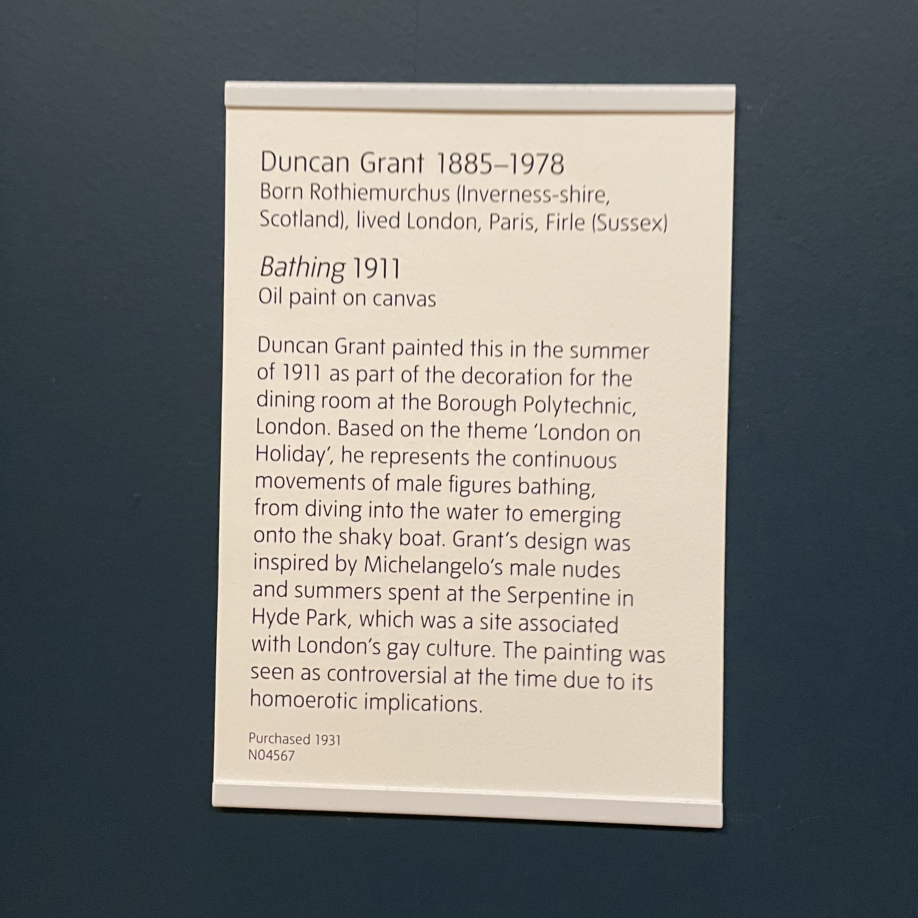 Duncan Grant 1885–1978
Born Rothiemurchus (Inverness-shire,
Scotland), lived London, Paris, Firle (Sussex)
Bathing 1911
Oil paint on canvas
Duncan Grant painted this in the summer
of 1911 as part of the decoration for the
dining room at the Borough Polytechnic,
London. Based on the theme ‘London on
Holiday’, he represents the continuous
movements of male figures bathing,
from diving into the water to emerging
onto the shaky boat. Grant’s design was
inspired by Michelangelo’s male nudes
and summers spent at the Serpentine in
Hyde Park, which was a site associated
with London’s gay culture. The painting was
seen as controversial at the time due to its
homoerotic implications.
Purchased 1931
N04567